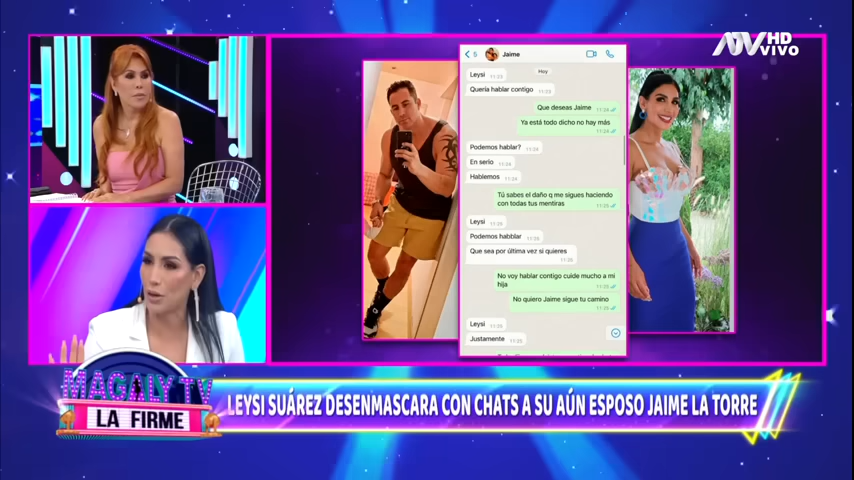 ATV HD
VIVO
5 Jaime
Hoy
Leysi 11:23
Quería hablar contigo 11:23
Que deseas Jaime 11:24
Ya está todo dicho no hay más 11:24
Podemos hablar? 11:24
En serio 11:24
Hablemos 11:24
Tú sabes el daño q me sigues haciendo
con todas tus mentiras 11:25
Leysi 11:25
Podemos habblar 11:25
Que sea por última vez si quieres 11:25
No voy hablar contigo cuide mucho a mi
hija 11:25
No quiero Jaime sigue tu camino 11:25
Leysi 11:25
Justamente 11:25
MAGALY TV
LA FIRME
LEYSI SUÁREZ DESENMASCARA CON CHATS A SU AÚN ESPOSO JAIME LA TORRE